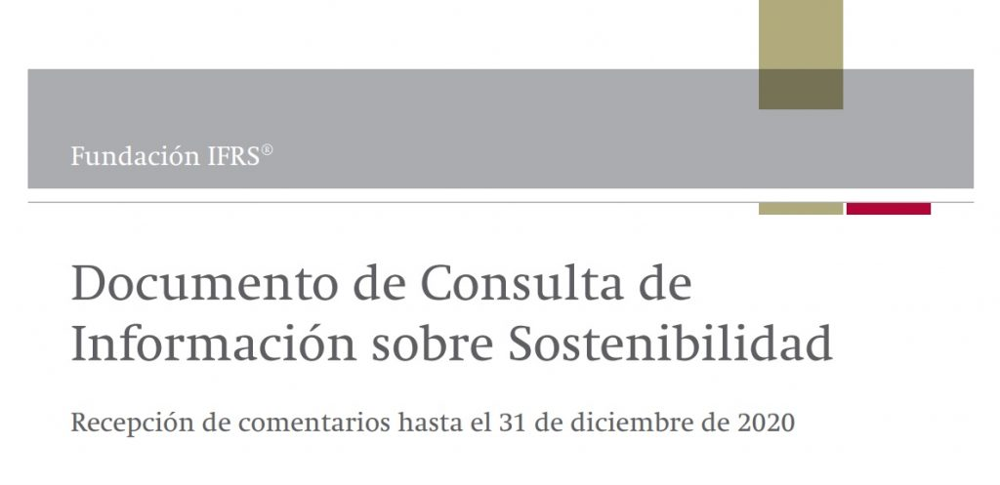 Fundación IFRS®
Documento de Consulta de
Información sobre Sostenibilidad
Recepción de comentarios hasta el 31 de diciembre de 2020